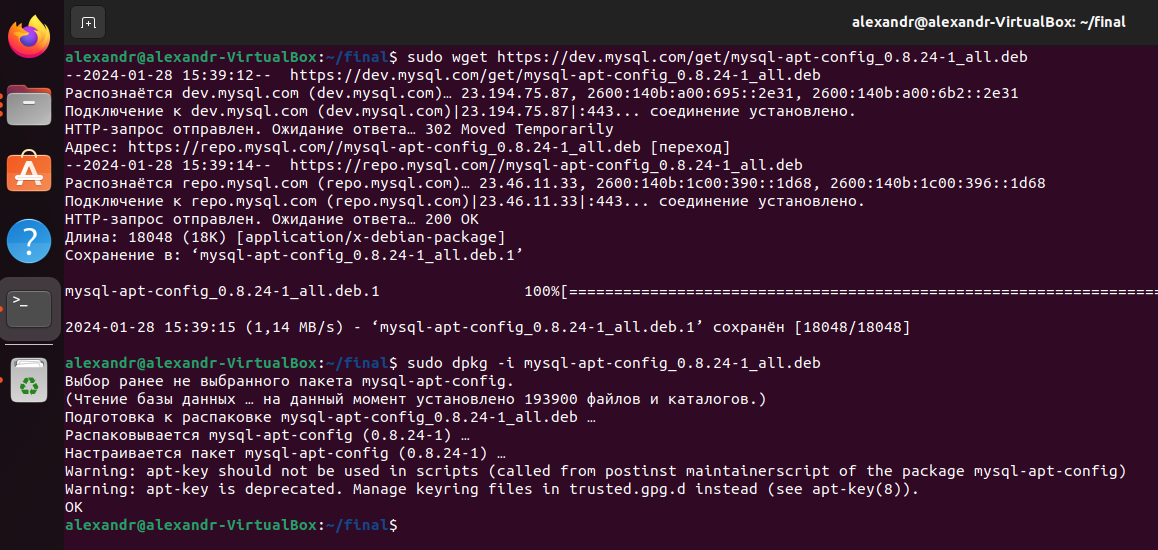 alexandr@alexandr-VirtualBox: ~/final
alexandr@alexandr-VirtualBox:~/final$ sudo wget https://dev.mysql.com/get/mysql-apt-config_0.8.24-1_all.deb
--2024-01-28 15:39:12--  https://dev.mysql.com/get/mysql-apt-config_0.8.24-1_all.deb
Распознаётся dev.mysql.com (dev.mysql.com)… 23.194.75.87, 2600:140b:a00:695::2e31, 2600:140b:a00:6b2::2e31
Подключение к dev.mysql.com (dev.mysql.com)|23.194.75.87|:443... соединение установлено.
HTTP-запрос отправлен. Ожидание ответа… 302 Moved Temporarily
Адрес: https://repo.mysql.com//mysql-apt-config_0.8.24-1_all.deb [переход]
--2024-01-28 15:39:14--  https://repo.mysql.com//mysql-apt-config_0.8.24-1_all.deb
Распознаётся repo.mysql.com (repo.mysql.com)… 23.46.11.33, 2600:140b:1c00:390::1d68, 2600:140b:1c00:396::1d68
Подключение к repo.mysql.com (repo.mysql.com)|23.46.11.33|:443... соединение установлено.
HTTP-запрос отправлен. Ожидание ответа… 200 OK
Длина: 18048 (18K) [application/x-debian-package]
Сохранение в: ‘mysql-apt-config_0.8.24-1_all.deb.1’
mysql-apt-config_0.8.24-1_all.deb.1 100%[==================================================================
2024-01-28 15:39:15 (1,14 MB/s) - ‘mysql-apt-config_0.8.24-1_all.deb.1’ сохранён [18048/18048]
alexandr@alexandr-VirtualBox:~/final$ sudo dpkg -i mysql-apt-config_0.8.24-1_all.deb
Выбор ранее не выбранного пакета mysql-apt-config.
(Чтение базы данных … на данный момент установлено 193900 файлов и каталогов.)
Подготовка к распаковке mysql-apt-config_0.8.24-1_all.deb …
Распаковывается mysql-apt-config (0.8.24-1) …
Настраивается пакет mysql-apt-config (0.8.24-1) …
Warning: apt-key should not be used in scripts (called from postinst maintainerscript of the package mysql-apt-config)
Warning: apt-key is deprecated. Manage keyring files in trusted.gpg.d instead (see apt-key(8)).
OK
alexandr@alexandr-VirtualBox:~/final$